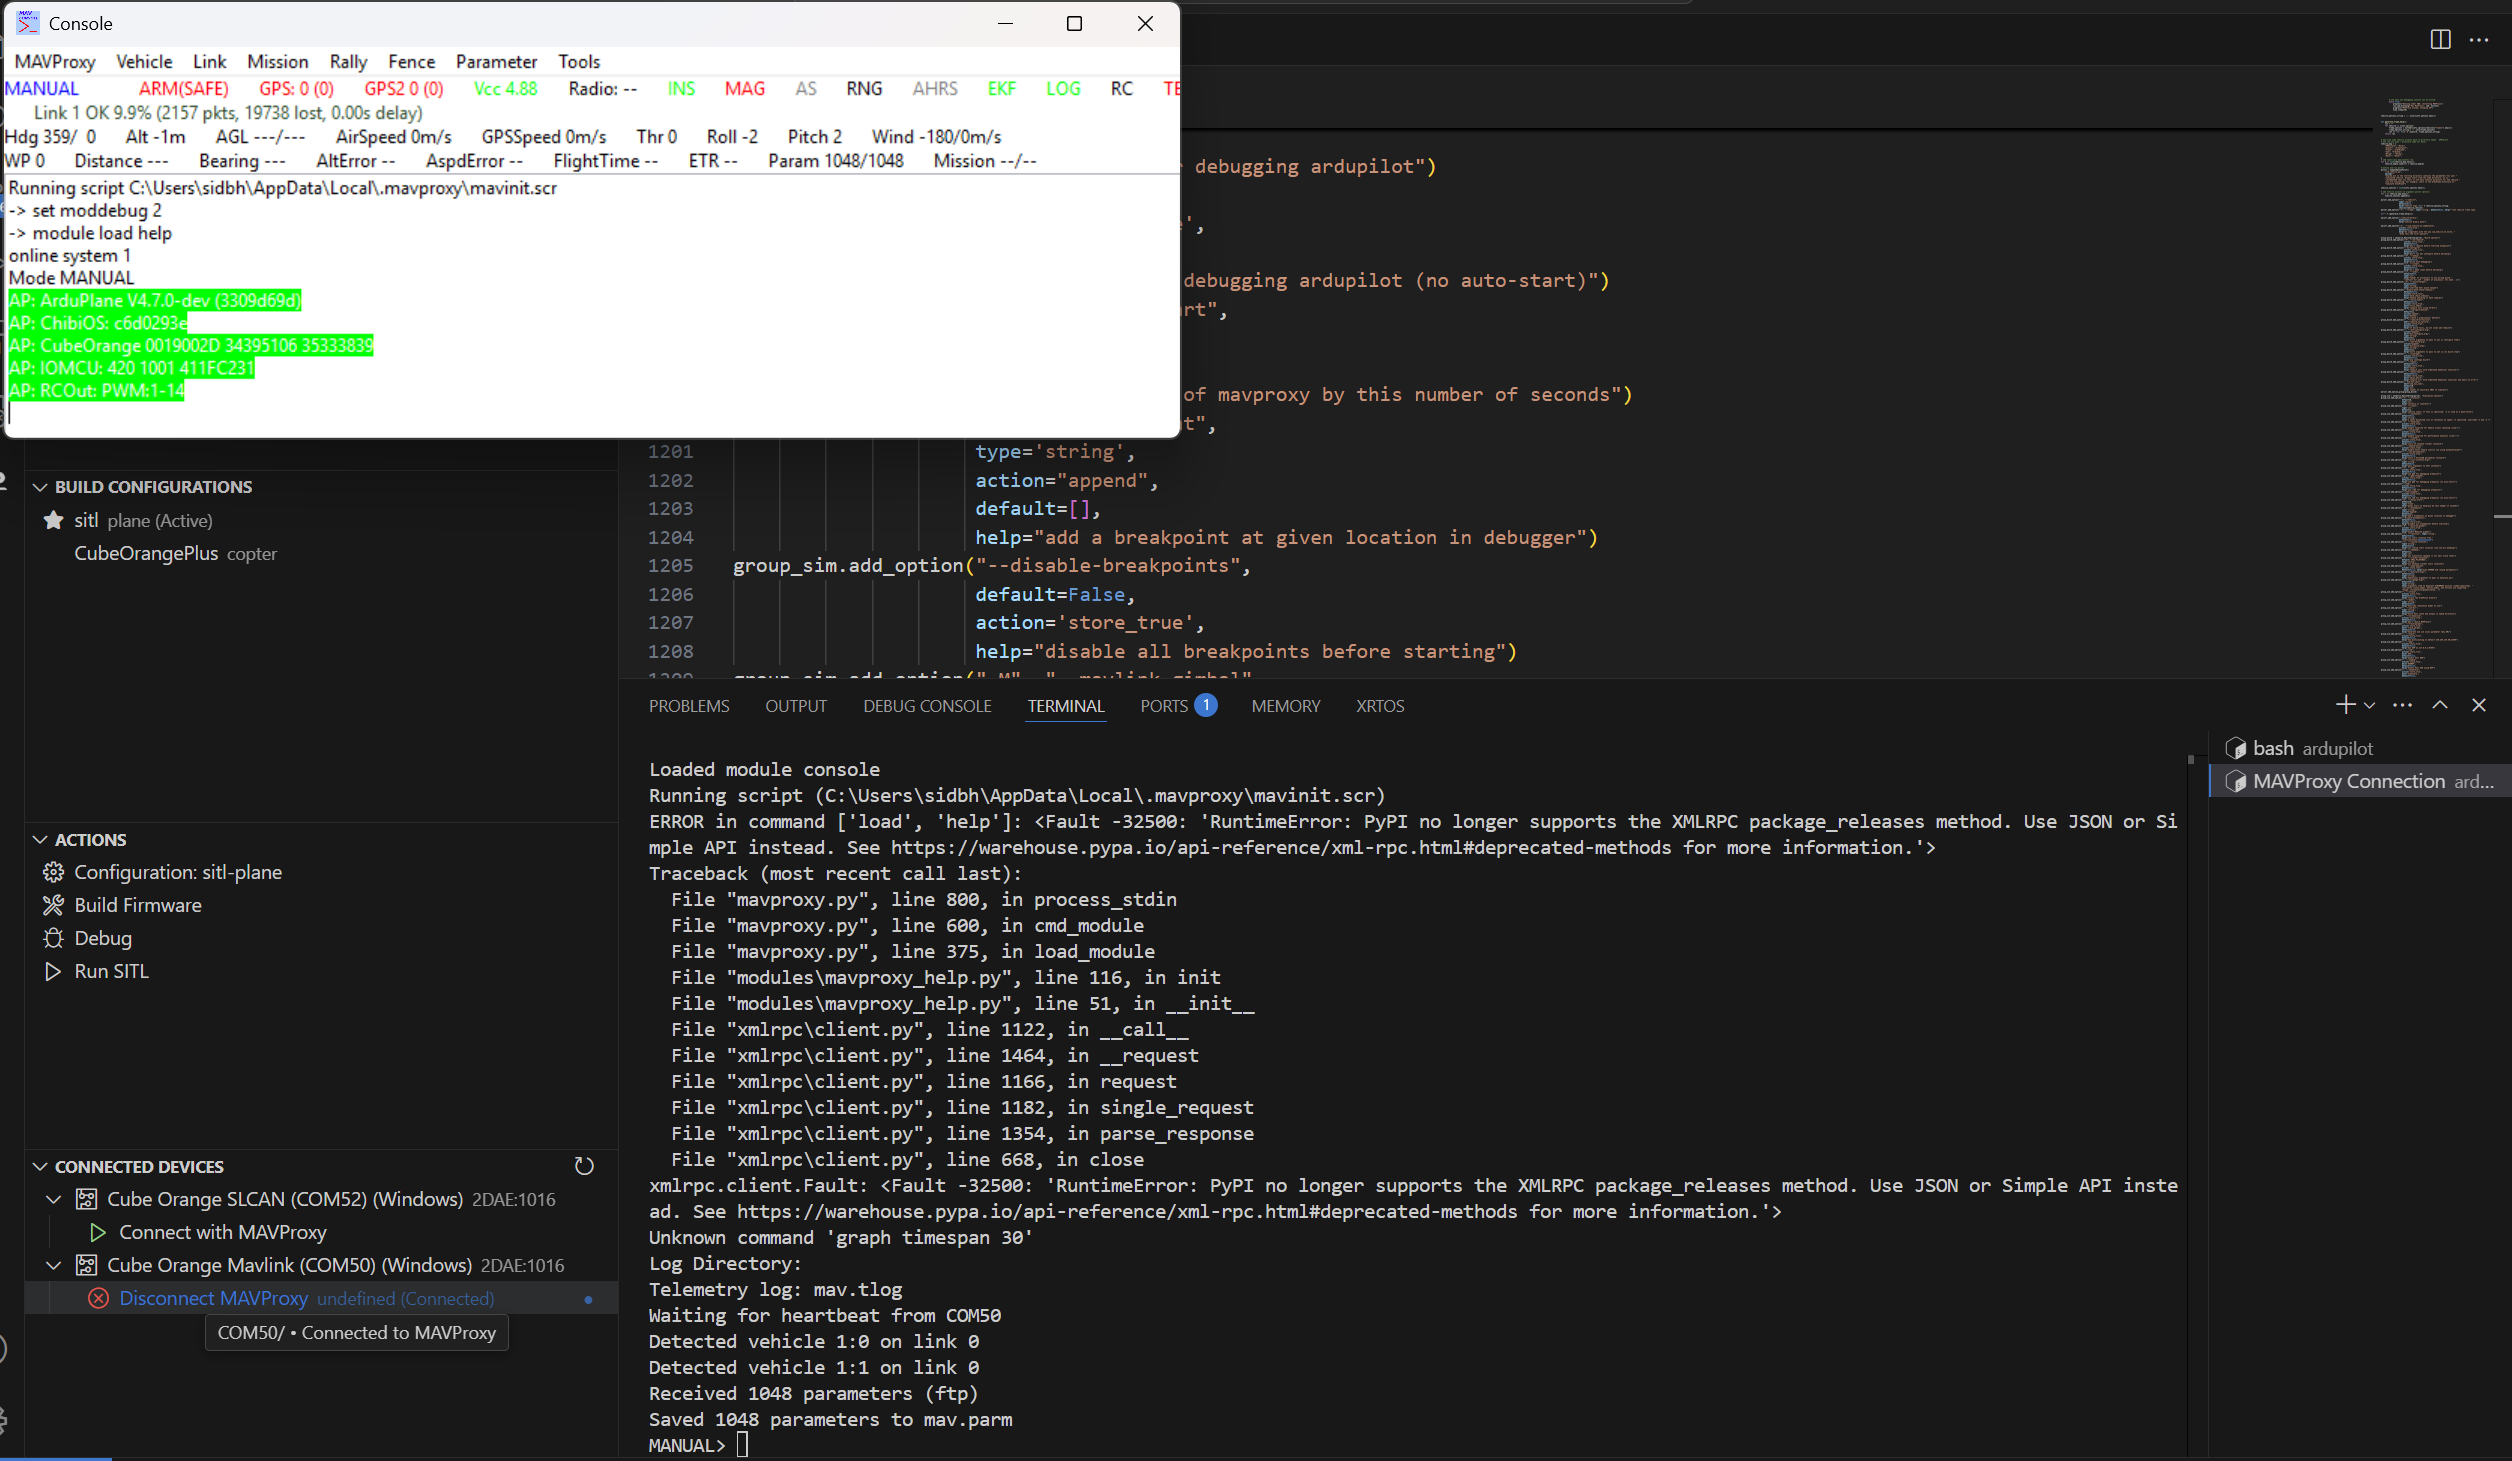 Console
MAVProxy Vehicle Link Mission Rally Fence Parameter Tools
MANUAL ARM(SAFE) GPS: 0 (0) GPS2 0 (0) Vcc 4.88 Radio: -- INS MAG AS RNG AHRS EKF LOG RC
Link 1 OK 9.9% (2157 pkts, 19738 lost, 0.00s delay)
Hdg 359/ 0 Alt -1m AGL ---/--- AirSpeed 0m/s GPSSpeed 0m/s Thr 0 Roll -2 Pitch 2 Wind -180/0m/s
WP 0 Distance --- Bearing --- AltError -- AspdError -- FlightTime -- ETR -- Param 1048/1048 Mission --/--
Running script C:\Users\sidbh\AppData\Local\.mavproxy\mavinit.scr
-> set moddebug 2
-> module load help
online system 1
Mode MANUAL
AP: ArduPlane V4.7.0-dev (3309d69d)
AP: ChibiOS: c6d0293e
AP: CubeOrange 0019002D 34395106 35333839
AP: IOMCU: 420 1001 411FC231
AP: RCOut: PWM:1-14
debugging ardupilot")
',
debugging ardupilot (no auto-start)")
rt",
of mavproxy by this number of seconds")
t",
1201 type='string',
1202 action="append",
1203 default=[],
1204 help="add a breakpoint at given location in debugger")
1205 group_sim.add_option("--disable-breakpoints",
1206 default=False,
1207 action='store_true',
1208 help="disable all breakpoints before starting")
BUILD CONFIGURATIONS
sitl plane (Active)
CubeOrangePlus copter
ACTIONS
Configuration: sitl-plane
Build Firmware
Debug
Run SITL
CONNECTED DEVICES
Cube Orange SLCAN (COM52) (Windows) 2DAE:1016
Connect with MAVProxy
Cube Orange Mavlink (COM50) (Windows) 2DAE:1016
Disconnect MAVProxy undefined (Connected)
COM50/ • Connected to MAVProxy
PROBLEMS OUTPUT DEBUG CONSOLE TERMINAL PORTS 1 MEMORY XRTOS
Loaded module console
Running script (C:\Users\sidbh\AppData\Local\.mavproxy\mavinit.scr)
ERROR in command ['load', 'help']: <Fault -32500: 'RuntimeError: PyPI no longer supports the XMLRPC package_releases method. Use JSON or Si
mple API instead. See https://warehouse.pypa.io/api-reference/xml-rpc.html#deprecated-methods for more information.'>
Traceback (most recent call last):
File "mavproxy.py", line 800, in process_stdin
File "mavproxy.py", line 600, in cmd_module
File "mavproxy.py", line 375, in load_module
File "modules\mavproxy_help.py", line 116, in init
File "modules\mavproxy_help.py", line 51, in __init__
File "xmlrpc\client.py", line 1122, in __call__
File "xmlrpc\client.py", line 1464, in __request
File "xmlrpc\client.py", line 1166, in request
File "xmlrpc\client.py", line 1182, in single_request
File "xmlrpc\client.py", line 1354, in parse_response
File "xmlrpc\client.py", line 668, in close
xmlrpc.client.Fault: <Fault -32500: 'RuntimeError: PyPI no longer supports the XMLRPC package_releases method. Use JSON or Simple API inste
ad. See https://warehouse.pypa.io/api-reference/xml-rpc.html#deprecated-methods for more information.'>
Unknown command 'graph timespan 30'
Log Directory:
Telemetry log: mav.tlog
Waiting for heartbeat from COM50
Detected vehicle 1:0 on link 0
Detected vehicle 1:1 on link 0
Received 1048 parameters (ftp)
Saved 1048 parameters to mav.parm
MANUAL>
bash ardupilot
MAVProxy Connection ard...